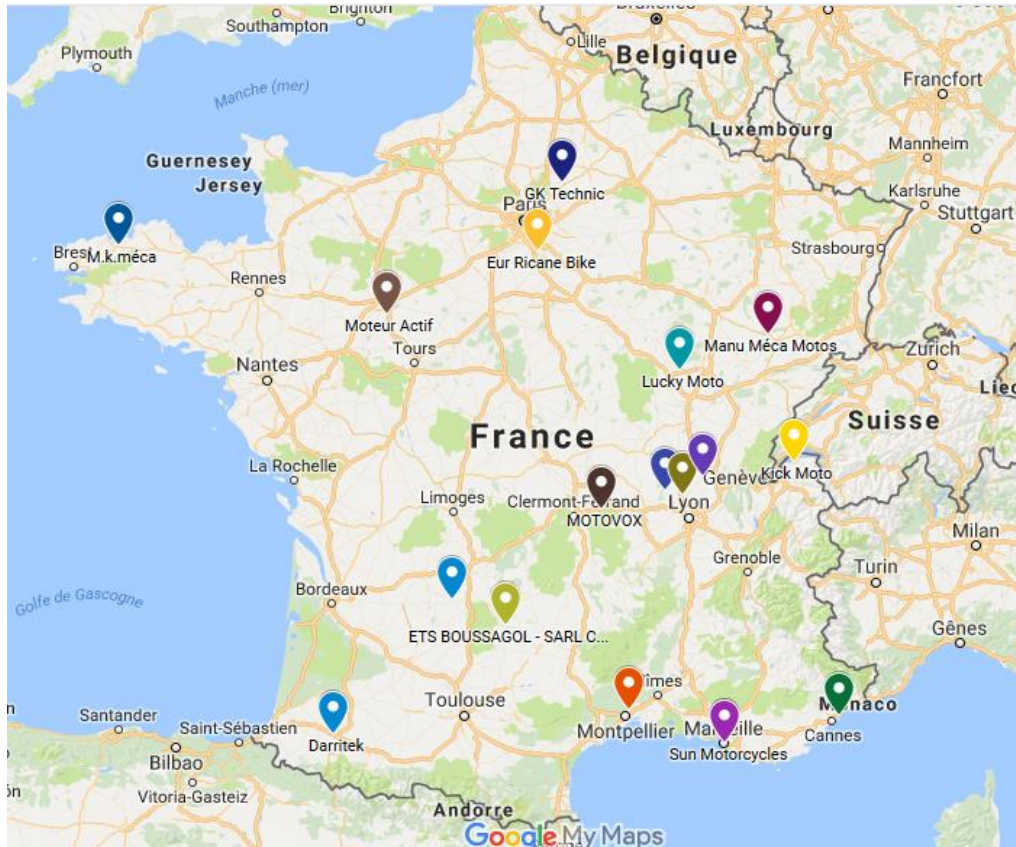 Brighton
Bruxelles
Southampton
Plymouth
Lille
Belgique
Francfort
Manche (mer)
Luxembourg
Mannheim
Guernesey
Jersey
GK Technic
Karlsruhe
Paris
Stuttgart
Strasbourg
Brest
M.k.méca
Eur Ricane Bike
Rennes
Moteur Actif
Manu Méca Motos
Tours
Zurich
Nantes
Lucky Moto
France
Suisse
La Rochelle
Kick Moto
Genève
Limoges
Clermont-Ferrand
MOTOVOX
Lyon
Milan
Grenoble
Turin
Golfe de Gascogne
Bordeaux
Gênes
ETS BOUSSAGOL - SARL C...
Nîmes
Toulouse
Monaco
Santander
Saint-Sébastien
Montpellier
Marseille
Cannes
Darritek
Sun Motorcycles
Bilbao
Vitoria-Gasteiz
Andorre
Google My Maps